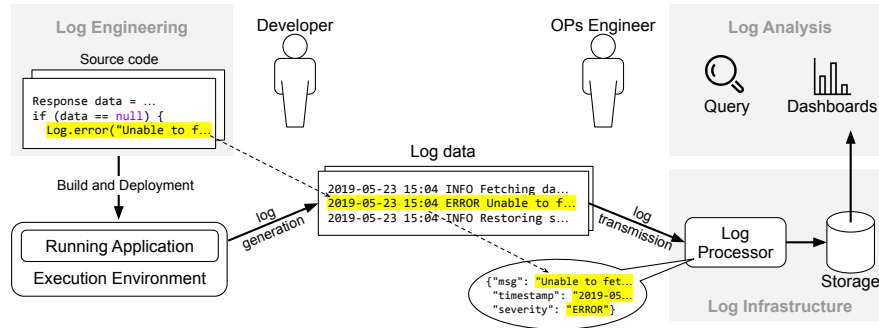 Log Engineering
Developer
OPs Engineer
Log Analysis
Source code
Response data = …
if (data == null) {
Log.error("Unable to f...
Query
Dashboards
Build and Deployment
Log data
2019-05-23 15:04 INFO Fetching da...
2019-05-23 15:04 ERROR Unable to f...
2019-05-23 15:04 INFO Restoring s...
log
generation
log
transmission
Running Application
Execution Environment
Log
Processor
Storage
{"msg": "Unable to fet...
"timestamp": "2019-05...
"severity": "ERROR"}
Log Infrastructure